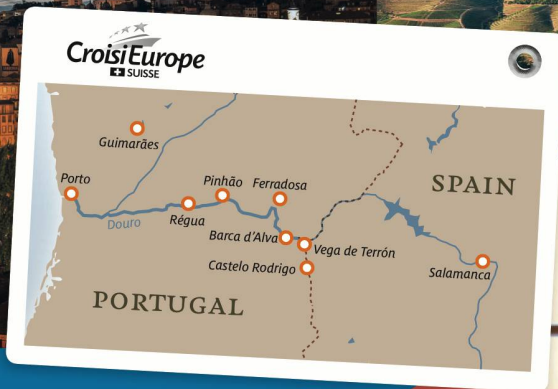 CroisiEurope
SUISSE
Guimarães
Porto
Pinhão
Ferradosa
SPAIN
Douro
Régua
Barca d'Alva
Vega de Terrón
Castelo Rodrigo
Salamanca
PORTUGAL